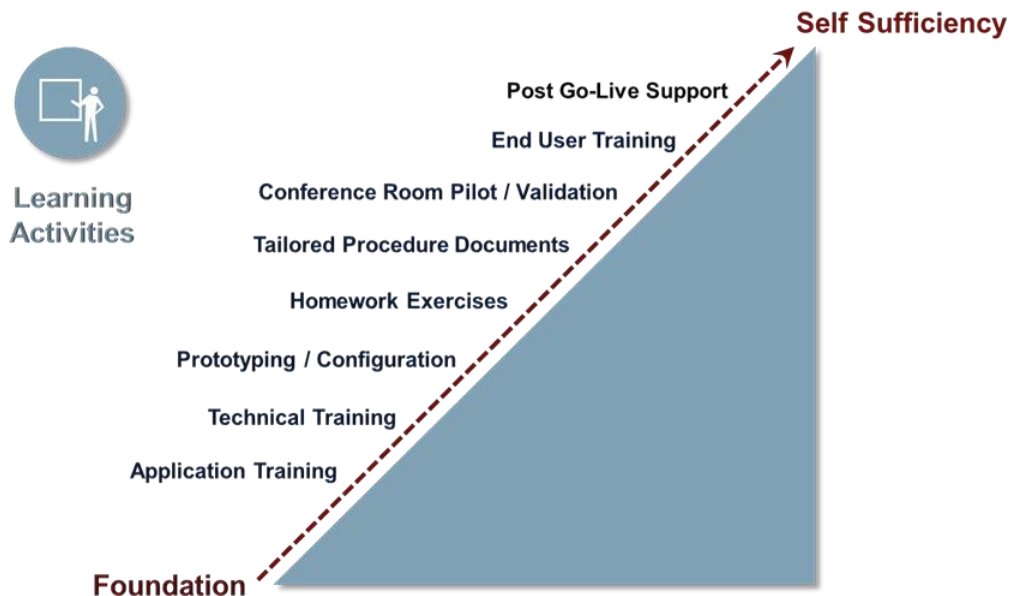 Self Sufficiency
Post Go-Live Support
End User Training
Conference Room Pilot / Validation
Learning
Activities
Tailored Procedure Documents
Homework Exercises
Prototyping / Configuration
Technical Training
Application Training
Foundation